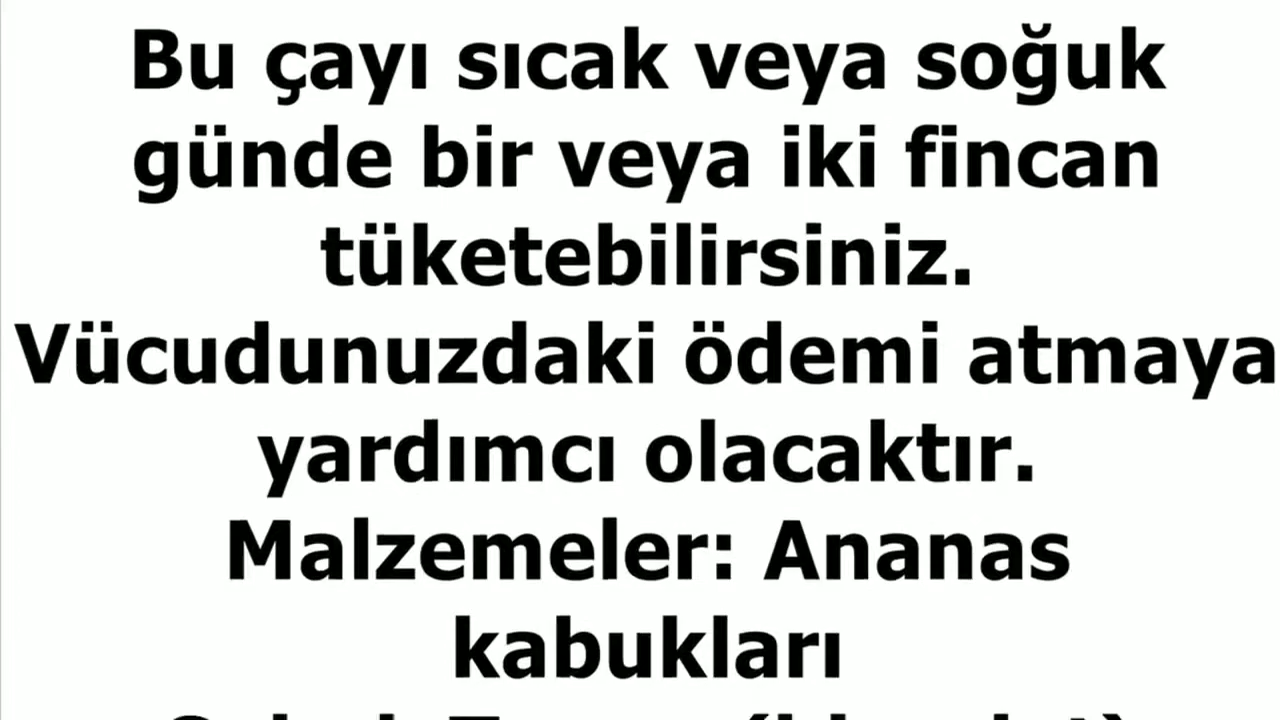 Bu çayı sıcak veya soğuk
günde bir veya iki fincan
tüketebilirsiniz.
Vücudunuzdaki ödemi atmaya
yardımcı olacaktır.
Malzemeler: Ananas
kabukları